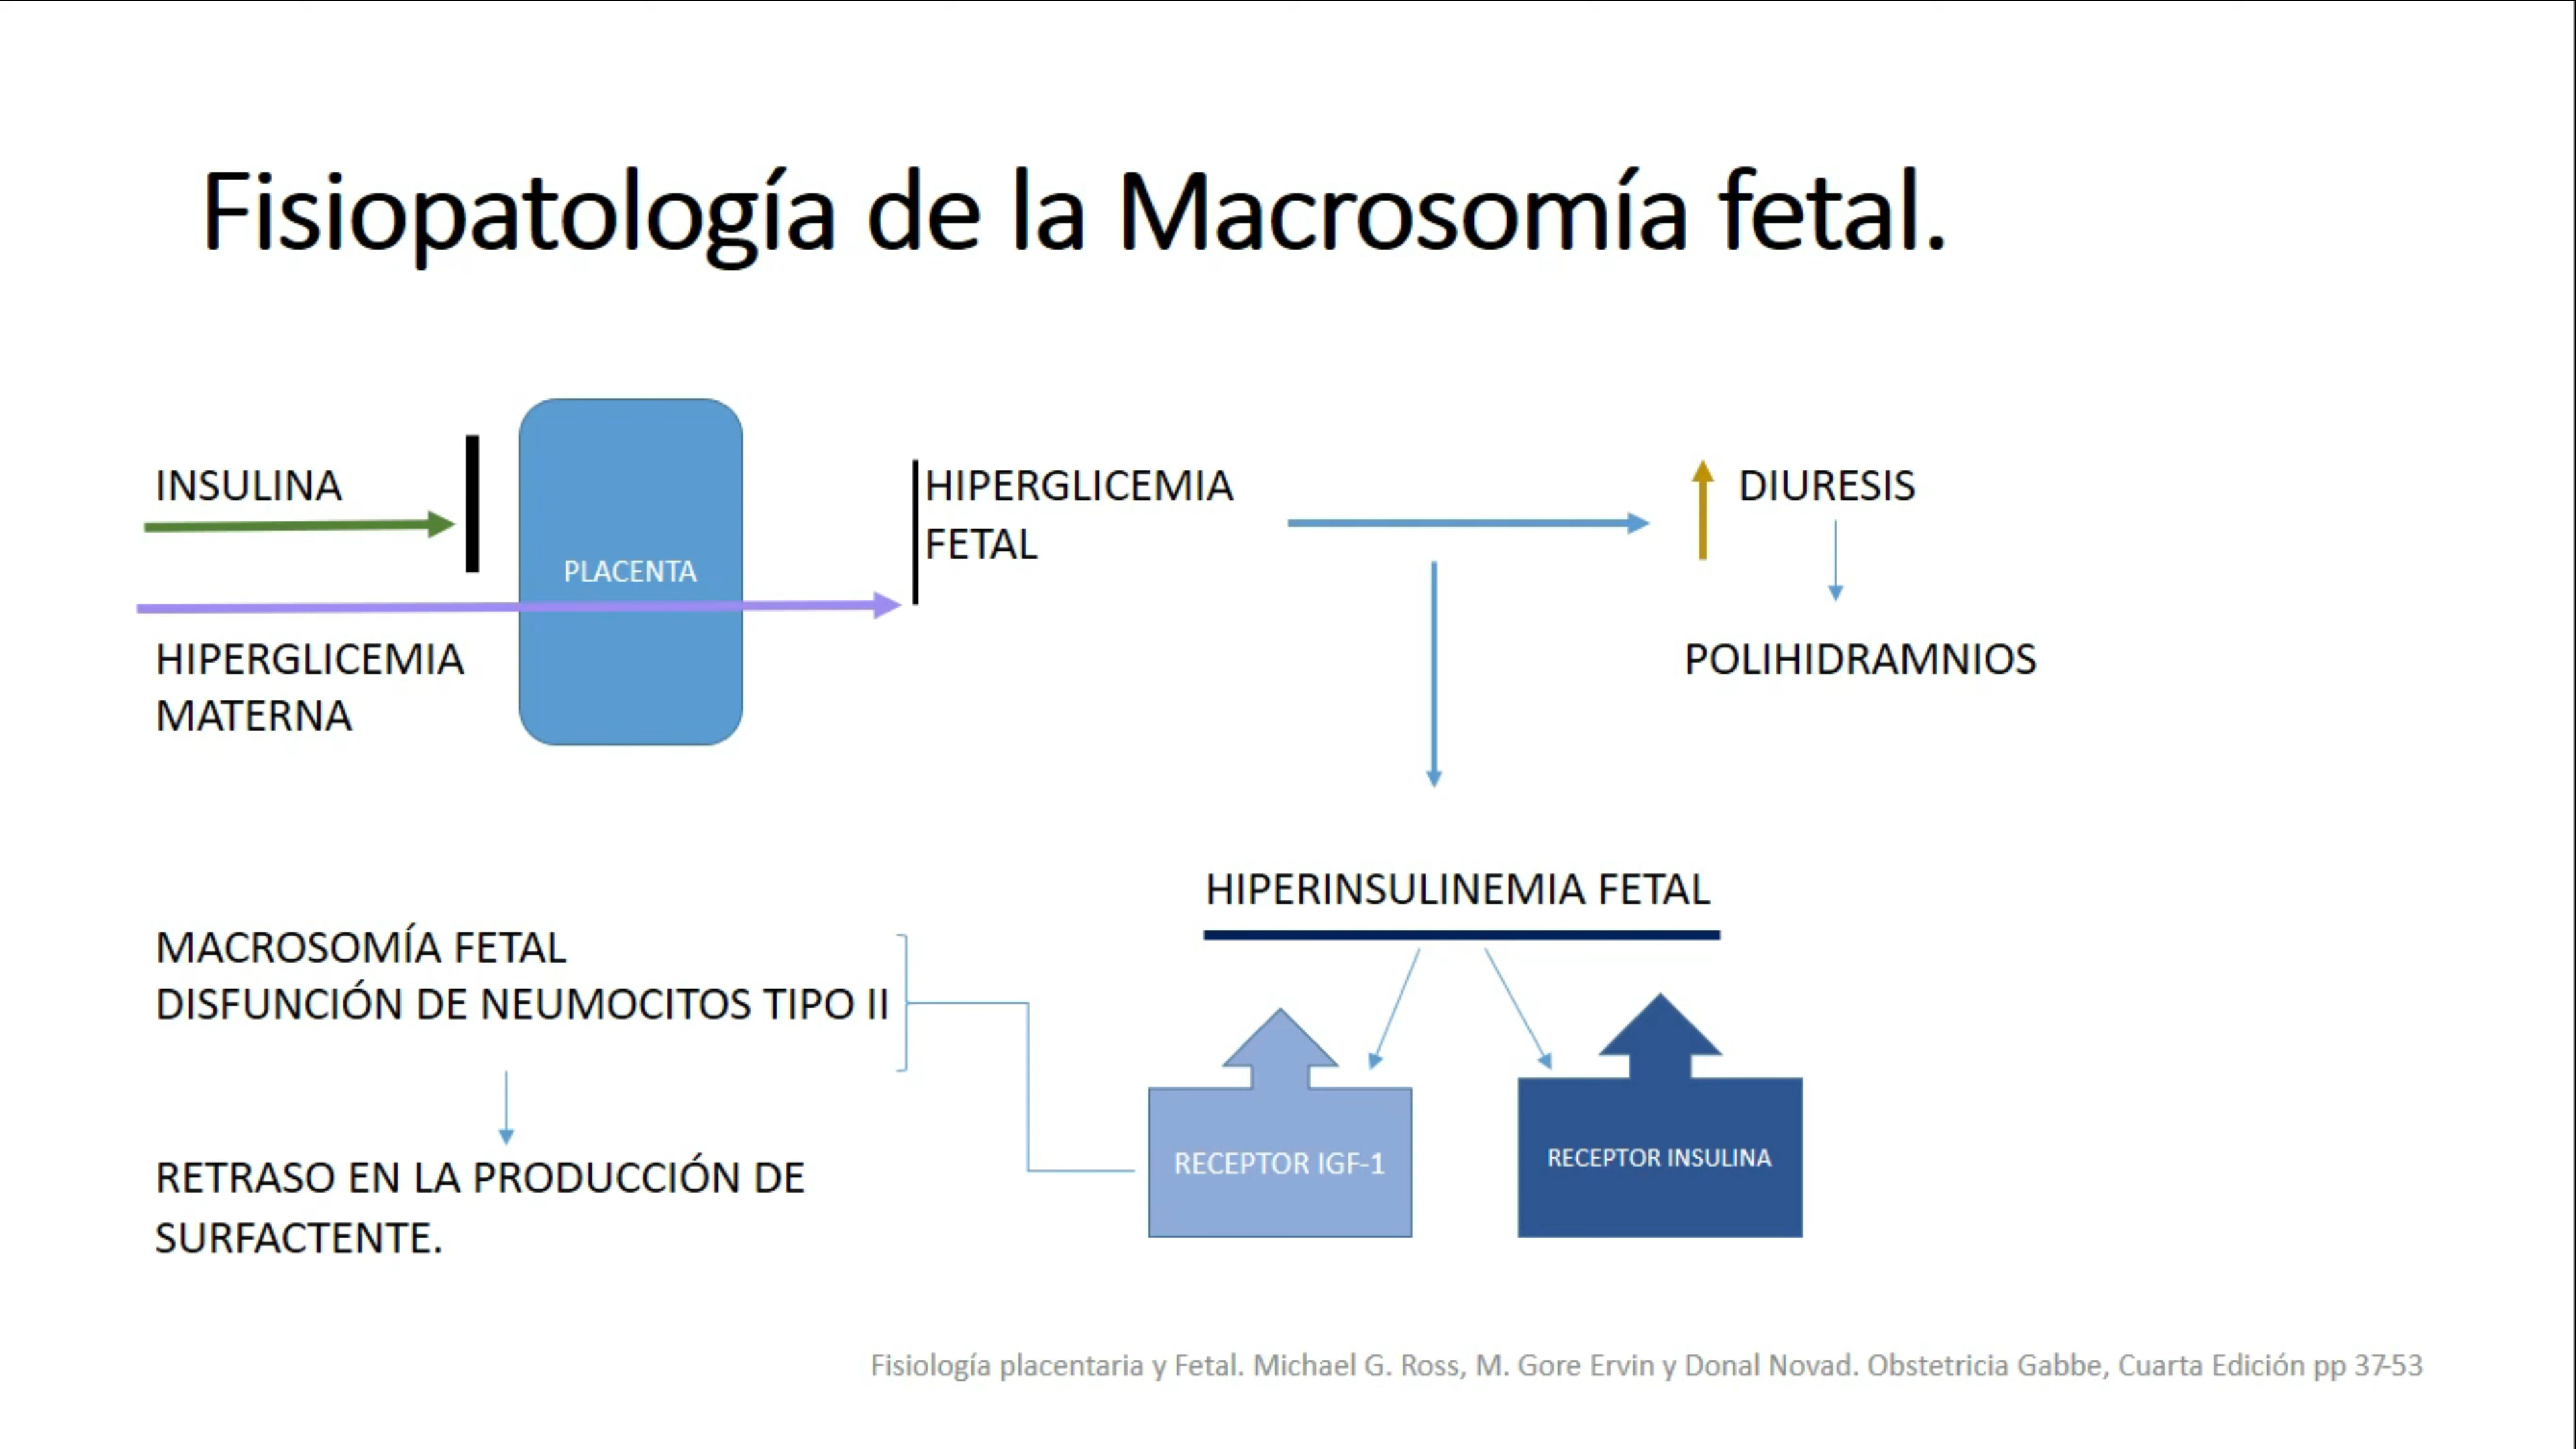 Fisiopatología de la Macrosomía fetal.
INSULINA
PLACENTA
HIPERGLICEMIA
MATERNA
HIPERGLICEMIA
FETAL
DIURESIS
POLIHIDRAMNIOS
HIPERINSULINEMIA FETAL
RECEPTOR IGF-1
RECEPTOR INSULINA
MACROSOMÍA FETAL
DISFUNCIÓN DE NEUMOCITOS TIPO II
RETRASO EN LA PRODUCCIÓN DE
SURFACTENTE.
Fisiología placentaria y Fetal. Michael G. Ross, M. Gore Ervin y Donal Novad. Obstetricia Gabbe, Cuarta Edición pp 37-53